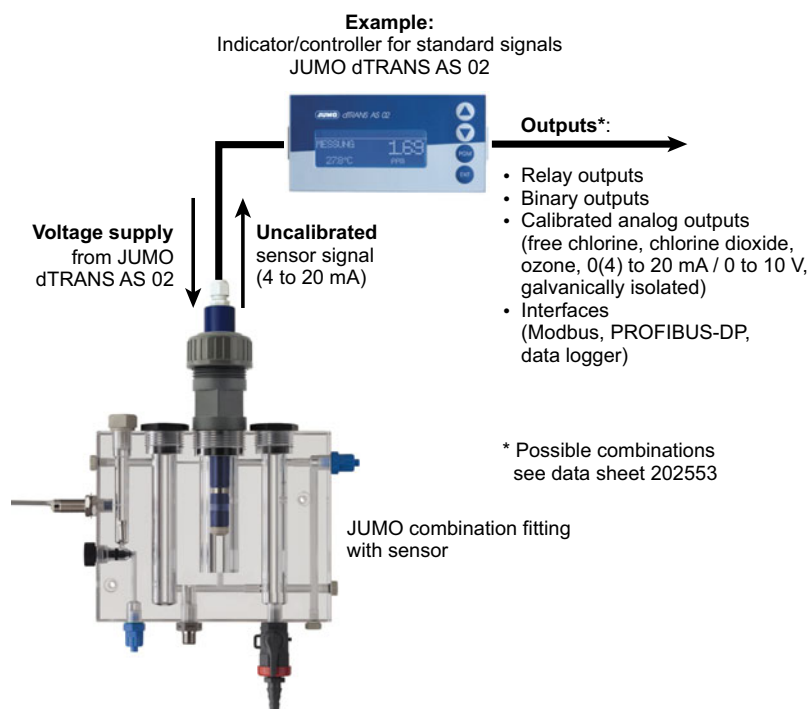 Example:
Indicator/controller for standard signals
JUMO dTRANS AS 02
JUMO dTRANS AS 02
MESSUNG 1.69
27.8°C PPM
PGM
EXIT
Outputs*:
• Relay outputs
• Binary outputs
• Calibrated analog outputs
(free chlorine, chlorine dioxide,
ozone, 0(4) to 20 mA / 0 to 10 V,
galvanically isolated)
• Interfaces
(Modbus, PROFIBUS-DP,
data logger)
Voltage supply
from JUMO
dTRANS AS 02
Uncalibrated
sensor signal
(4 to 20 mA)
* Possible combinations
see data sheet 202553
JUMO combination fitting
with sensor